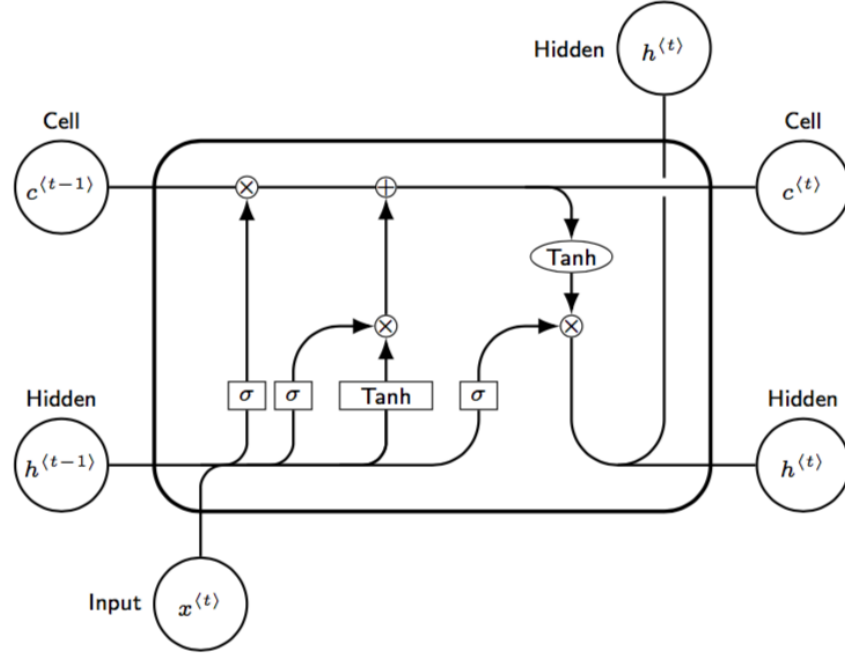 Hidden
h⟨t⟩
Cell
c⟨t−1⟩
Cell
c⟨t⟩
Tanh
σ
σ
Tanh
σ
Hidden
h⟨t−1⟩
Hidden
h⟨t⟩
Input
x⟨t⟩